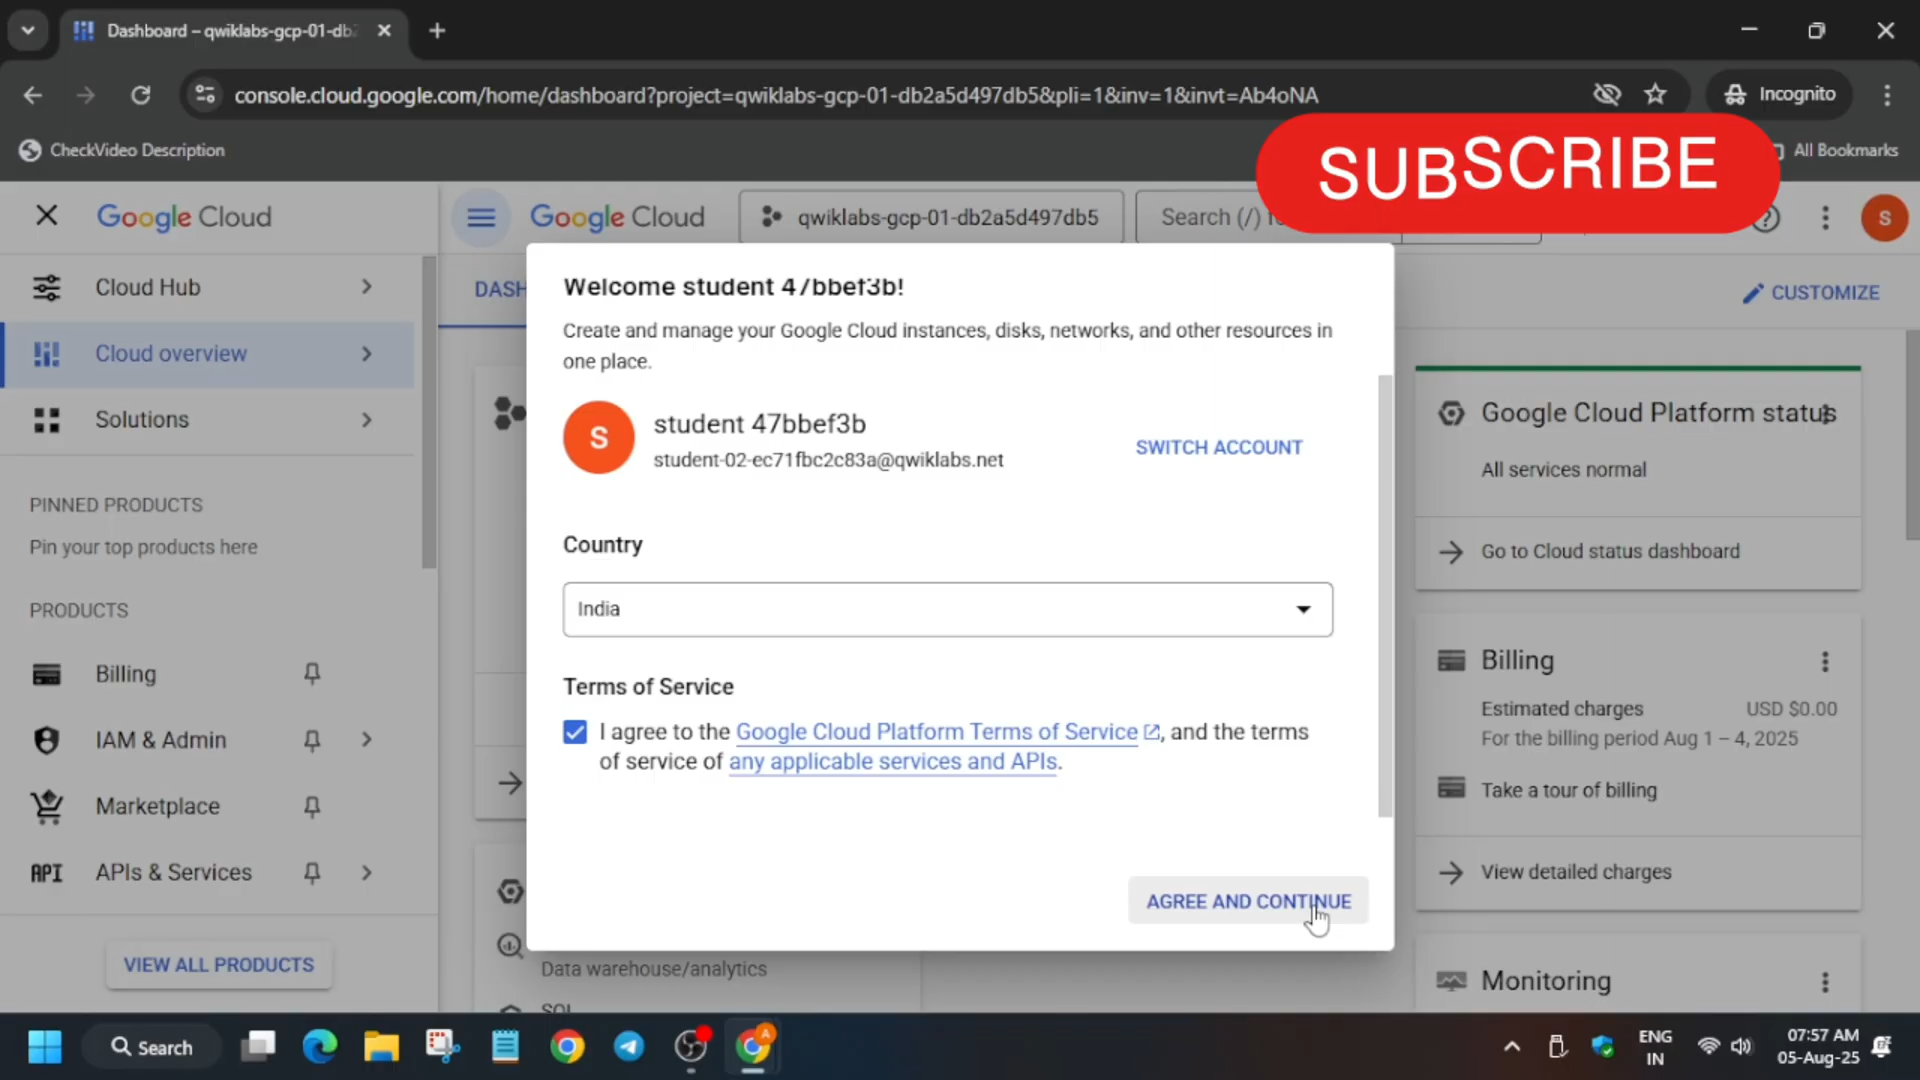 Dashboard – qwiklabs-gcp-01-db2
console.cloud.google.com/home/dashboard?project=qwiklabs-gcp-01-db2a5d497db5&pli=1&inv=1&invt=Ab4oNA
Incognito
CheckVideo Description
All Bookmarks
SUBSCRIBE
Google Cloud
Google Cloud
qwiklabs-gcp-01-db2a5d497db5
Search (/)
S
Cloud Hub
Cloud overview
Solutions
PINNED PRODUCTS
Pin your top products here
PRODUCTS
Billing
IAM & Admin
Marketplace
API APIs & Services
VIEW ALL PRODUCTS
DASH
CUSTOMIZE
Welcome student 47bbef3b!
Create and manage your Google Cloud instances, disks, networks, and other resources in
one place.
S
student 47bbef3b
student-02-ec71fbc2c83a@qwiklabs.net
SWITCH ACCOUNT
Country
India
Terms of Service
I agree to the Google Cloud Platform Terms of Service, and the terms
of service of any applicable services and APIs.
AGREE AND CONTINUE
Data warehouse/analytics
SQL
Google Cloud Platform status
All services normal
Go to Cloud status dashboard
Billing
Estimated charges USD $0.00
For the billing period Aug 1 – 4, 2025
Take a tour of billing
View detailed charges
Monitoring
Search
A
ENG
IN
07:57 AM
05-Aug-25